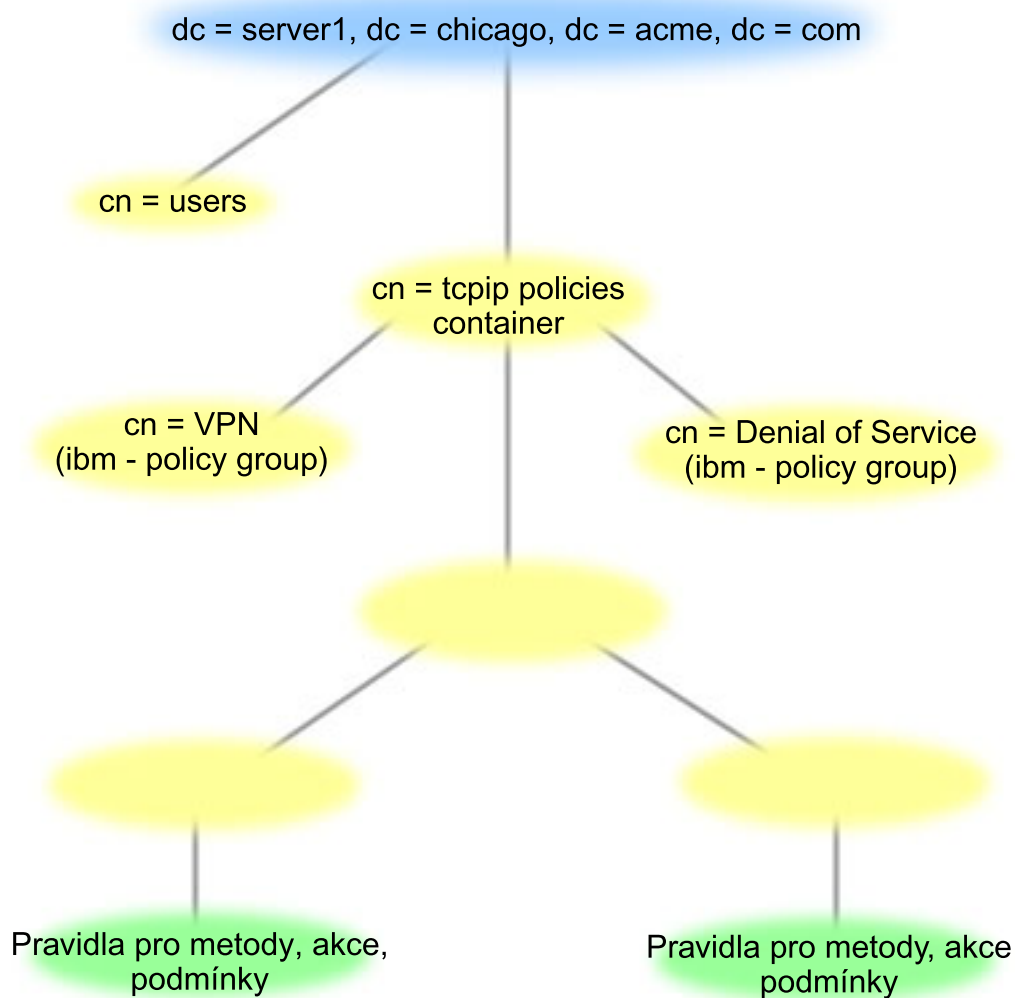 dc = server1, dc = chicago, dc = acme, dc = com
cn = users
cn = tcpip policies
container
cn = VPN
(ibm - policy group)
cn = Denial of Service
(ibm - policy group)
Pravidla pro metody, akce,
podmínky
Pravidla pro metody, akce
podmínky